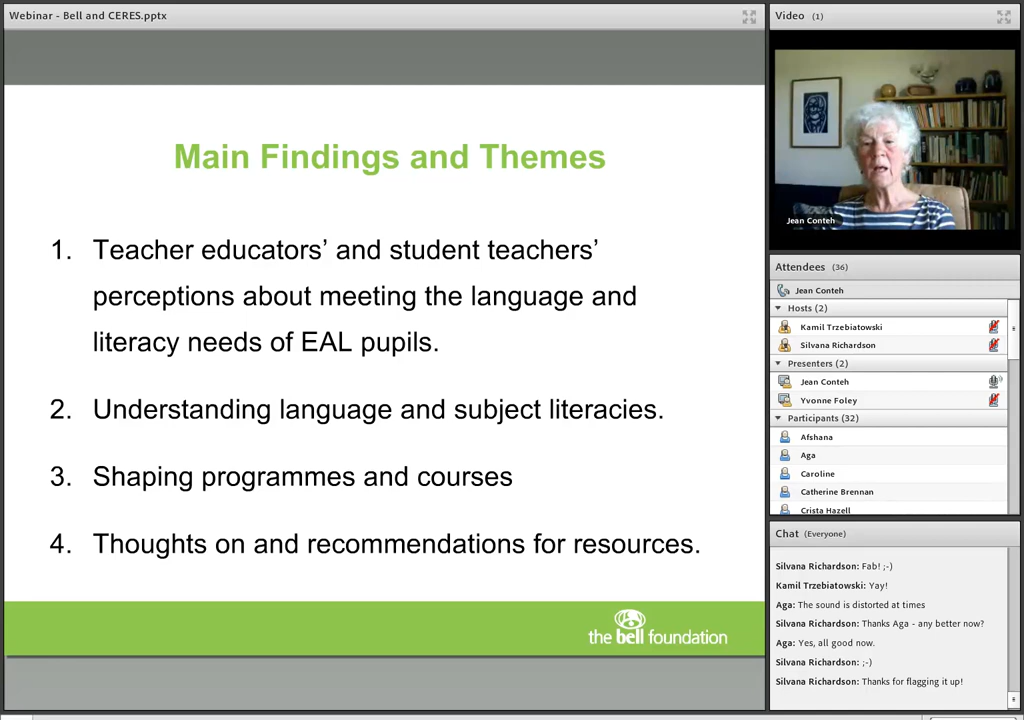 Webinar - Bell and CERES.pptx
Main Findings and Themes
1. Teacher educators’ and student teachers’
perceptions about meeting the language and
literacy needs of EAL pupils.
2. Understanding language and subject literacies.
3. Shaping programmes and courses
4. Thoughts on and recommendations for resources.
the bell foundation
Video (1)
Jean Conteh
Attendees (36)
Jean Conteh
Hosts (2)
Kamil Trzebiatowski
Silvana Richardson
Presenters (2)
Jean Conteh
Yvonne Foley
Participants (32)
Afshana
Aga
Caroline
Catherine Brennan
Crista Hazell
Chat (Everyone)
Silvana Richardson: Fab! ;-)
Kamil Trzebiatowski: Yay!
Aga: The sound is distorted at times
Silvana Richardson: Thanks Aga - any better now?
Aga: Yes, all good now.
Silvana Richardson: ;-)
Silvana Richardson: Thanks for flagging it up!